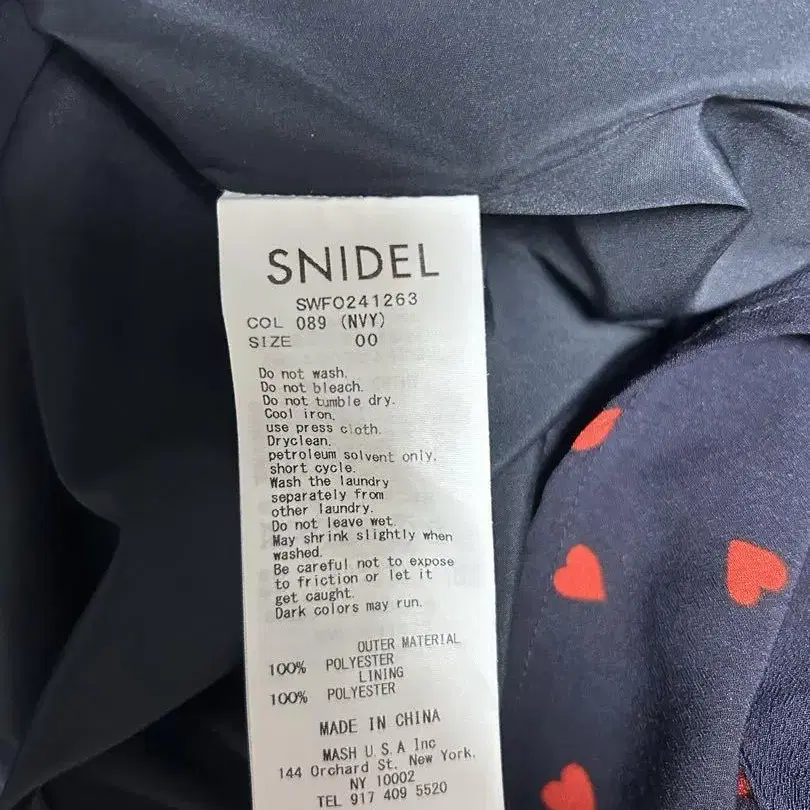 SNIDEL
SWFO241263
COL 089 (NVY)
SIZE 00
Do not wash.
Do not bleach.
Do not tumble dry.
Cool iron.
use press cloth.
Dryclean.
petroleum solvent only.
short cycle.
Wash the laundry
separately from
other laundry.
Do not leave wet.
May shrink slightly when
washed.
Be careful not to expose
to friction or let it
get caught.
Dark colors may run.
OUTER MATERIAL
100% POLYESTER
LINING
100% POLYESTER
MADE IN CHINA
MASH U.S.A Inc
144 Orchard St. New York.
NY 10002
TEL 917 409 5520